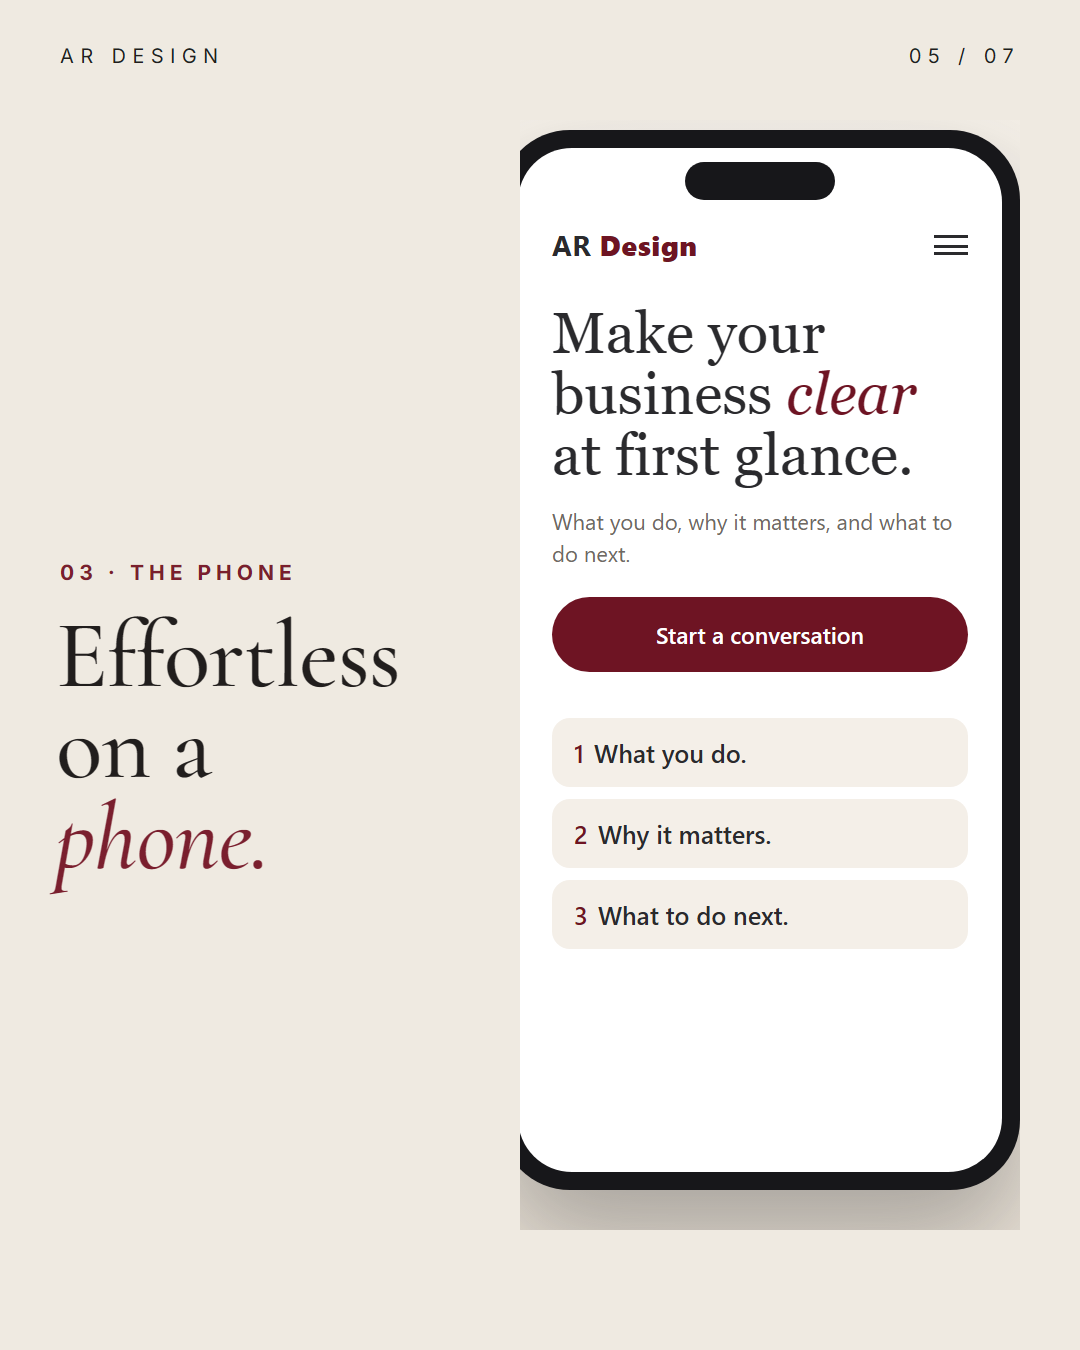 AR DESIGN
05 / 07
03 · THE PHONE
Effortless
on a
phone.
AR Design
Make your
business clear
at first glance.
What you do, why it matters, and what to
do next.
Start a conversation
1 What you do.
2 Why it matters.
3 What to do next.